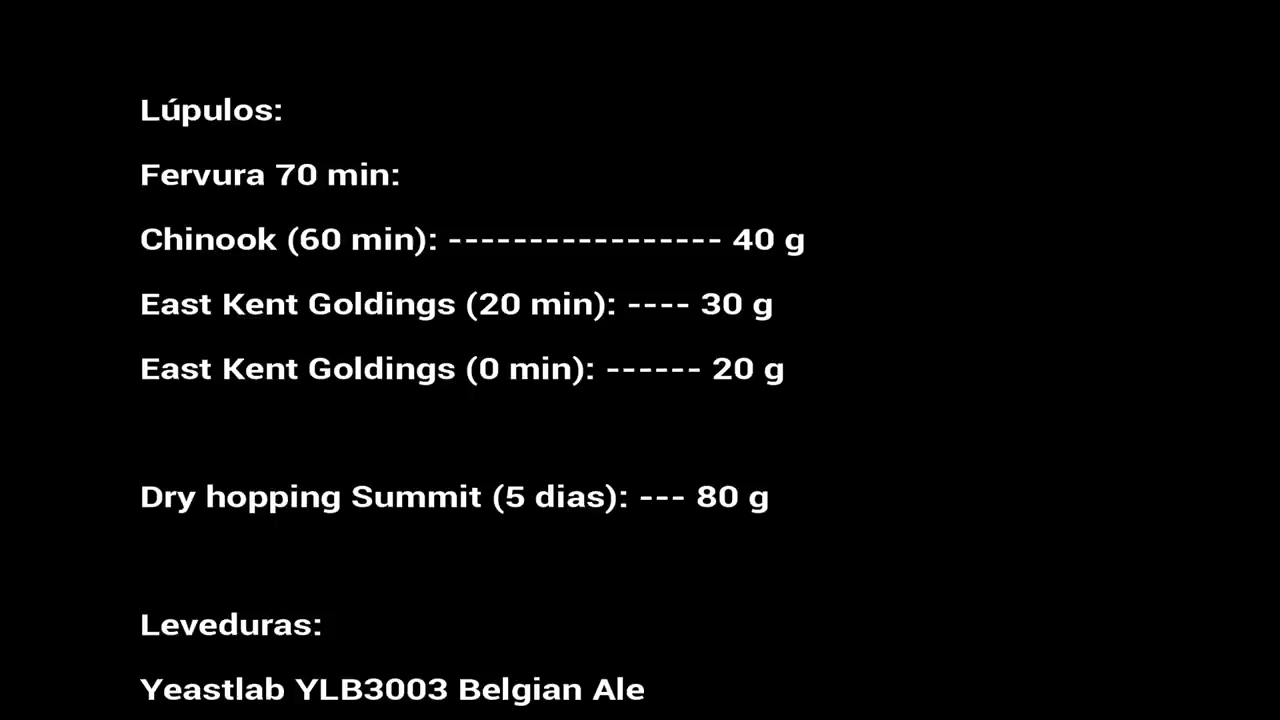 Lúpulos:
Fervura 70 min:
Chinook (60 min): ----------------- 40 g
East Kent Goldings (20 min): ---- 30 g
East Kent Goldings (0 min): ------ 20 g
Dry hopping Summit (5 dias): --- 80 g
Leveduras:
Yeastlab YLB3003 Belgian Ale